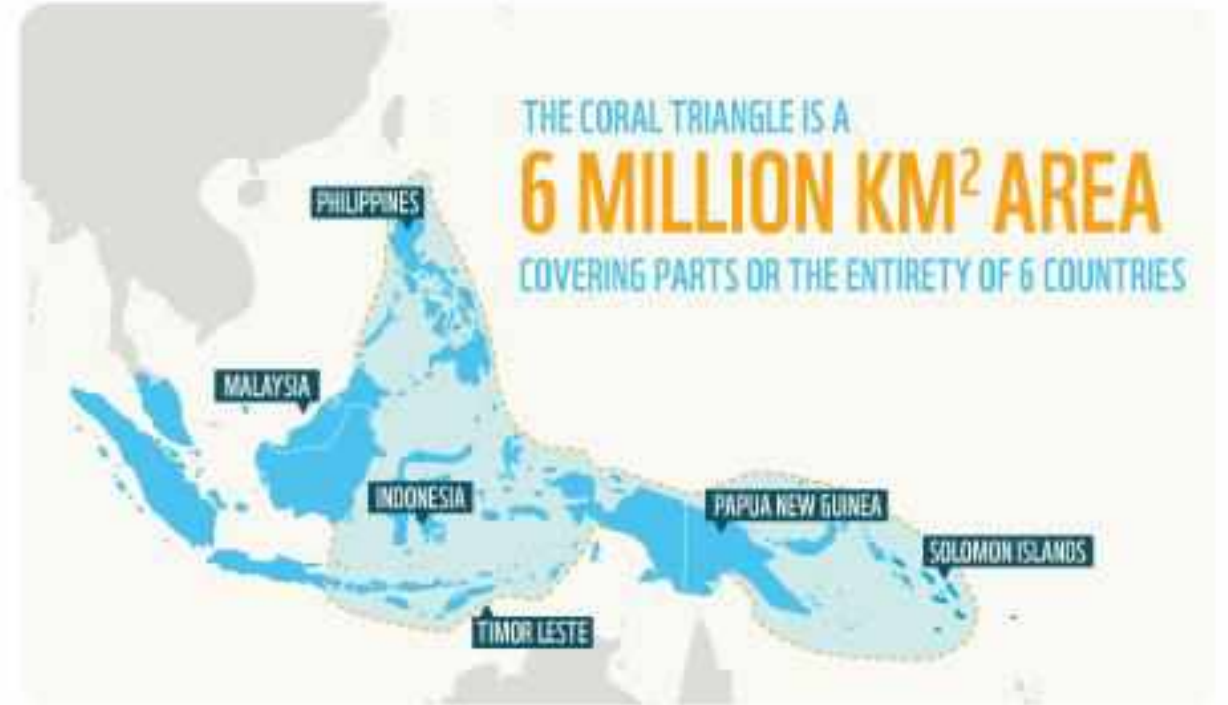 THE CORAL TRIANGLE IS A
6 MILLION KM² AREA
COVERING PARTS OR THE ENTIRETY OF 6 COUNTRIES
PHILIPPINES
MALAYSIA
INDONESIA
PAPUA NEW GUINEA
SOLOMON ISLANDS
TIMOR LESTE